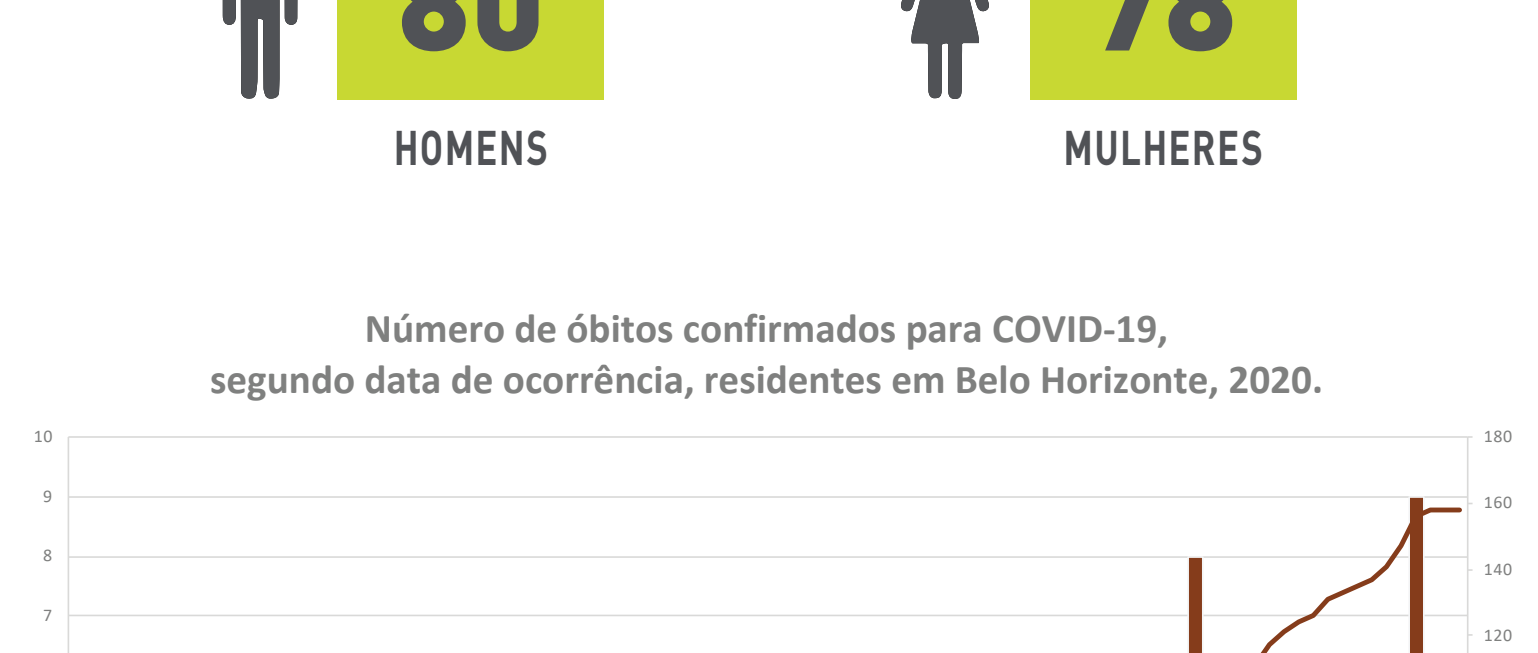 80
78
HOMENS
MULHERES
Número de óbitos confirmados para COVID-19,
segundo data de ocorrência, residentes em Belo Horizonte, 2020.
10
180
9
160
8
140
7
120